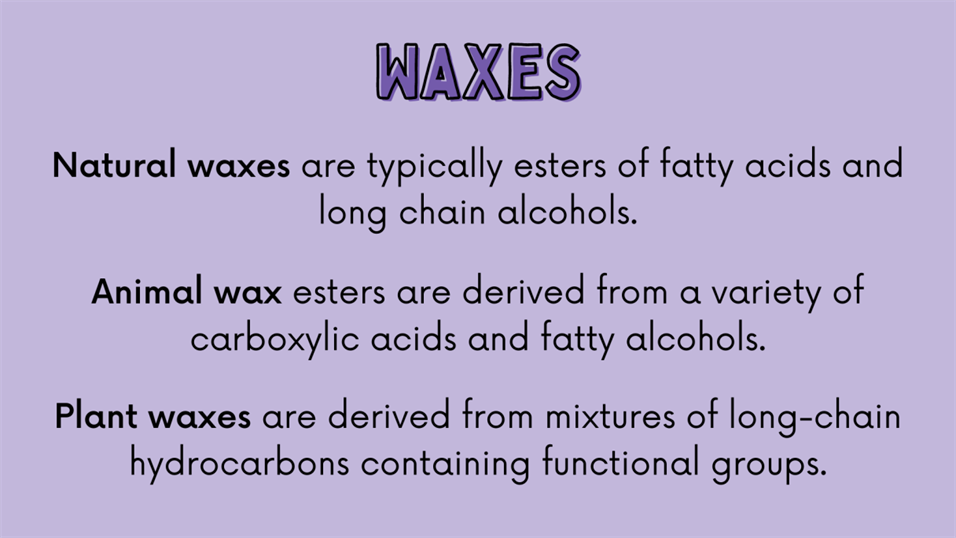 WAXES
Natural waxes are typically esters of fatty acids and
long chain alcohols.
Animal wax esters are derived from a variety of
carboxylic acids and fatty alcohols.
Plant waxes are derived from mixtures of long-chain
hydrocarbons containing functional groups.